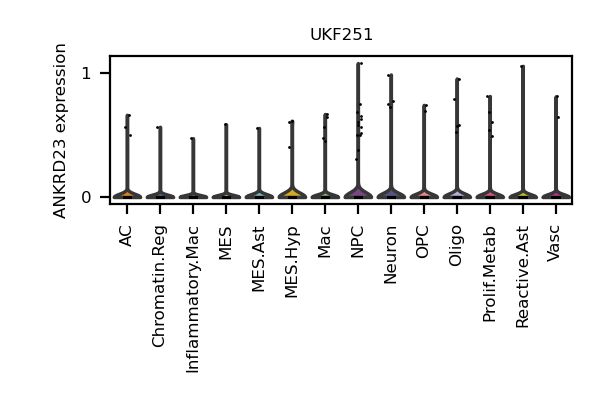 UKF251
ANKRD23 expression
1
0
AC
Chromatin.Reg
Inflammatory.Mac
MES
MES.Ast
MES.Hyp
Mac
NPC
Neuron
OPC
Oligo
Prolif.Metab
Reactive.Ast
Vasc